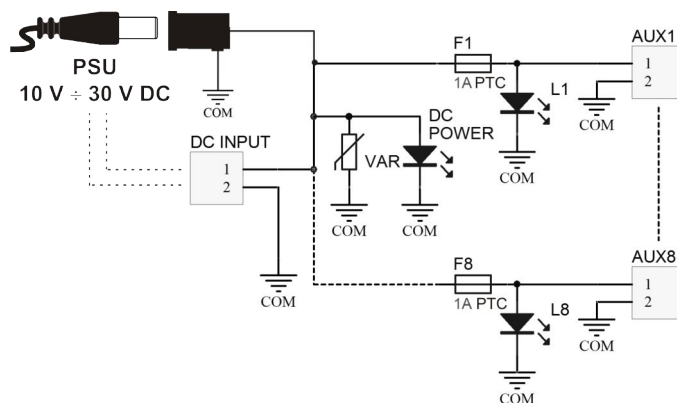 PSU
10 V ÷ 30 V DC
COM
DC INPUT
1
2
COM
VAR
COM
DC
POWER
COM
F1
1A PTC
L1
COM
AUX1
1
2
COM
F8
1A PTC
L8
COM
AUX8
1
2
COM